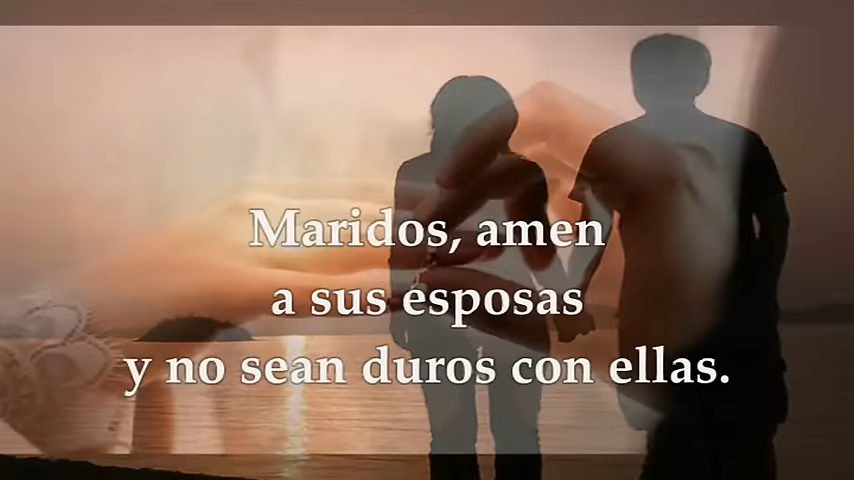 Maridos, amen
a sus esposas
y no sean duros con ellas.